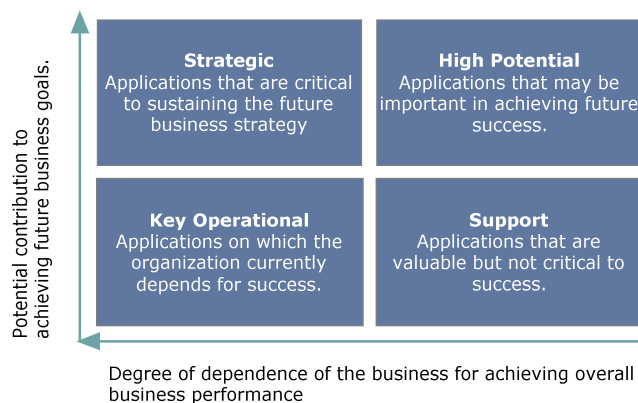 Potential contribution to
achieving future business goals.
Strategic
Applications that are critical
to sustaining the future
business strategy
High Potential
Applications that may be
important in achieving future
success.
Key Operational
Applications on which the
organization currently
depends for success.
Support
Applications that are
valuable but not critical to
success.
Degree of dependence of the business for achieving overall
business performance